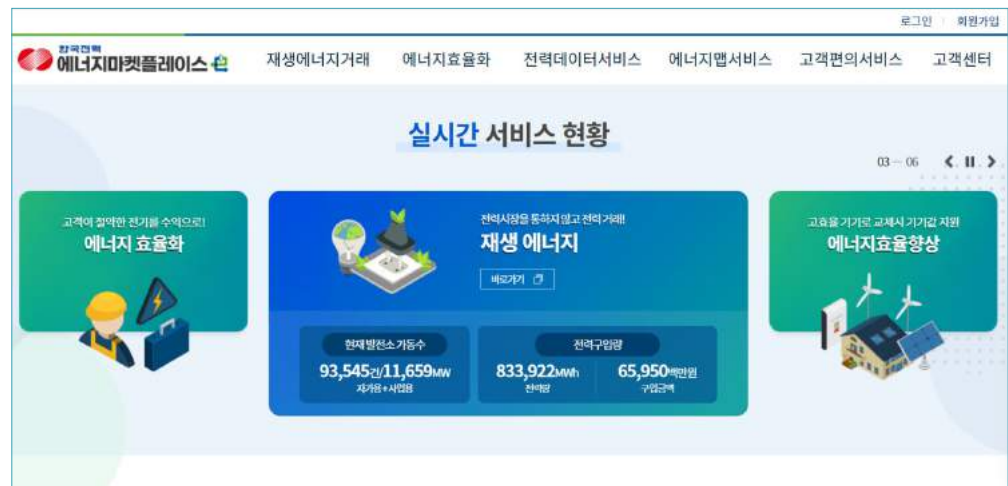 로그인 회원가입
한국전력
에너지마켓플레이스
재생에너지거래 에너지효율화 전력데이터서비스 에너지맵서비스 고객편의서비스 고객센터
실시간 서비스 현황
03 — 06
고객이 절약한 전기를 수익으로!
에너지 효율화
전력시장을 통하지 않고 전력 거래!
재생 에너지
바로가기
현재 발전소 가동수
93,545건/11,659MW
자가용+사업용
전력구입량
833,922MWh
전력량
65,950백만원
구입금액
고효율 기기로 교체시 기기값 지원
에너지효율향상